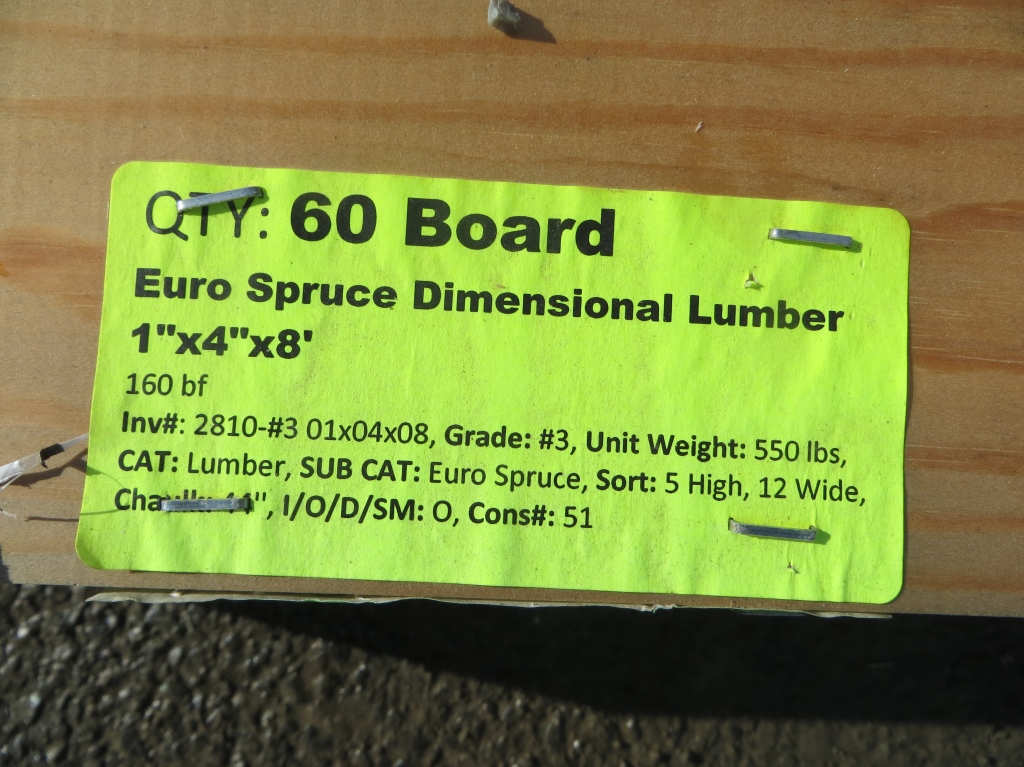 QTY: 60 Board
Euro Spruce Dimensional Lumber
1"x4"x8'
160 bf
Inv#: 2810-#3 01x04x08, Grade: #3, Unit Weight: 550 lbs,
CAT: Lumber, SUB CAT: Euro Spruce, Sort: 5 High, 12 Wide,
I/O/D/SM: O, Cons#: 51